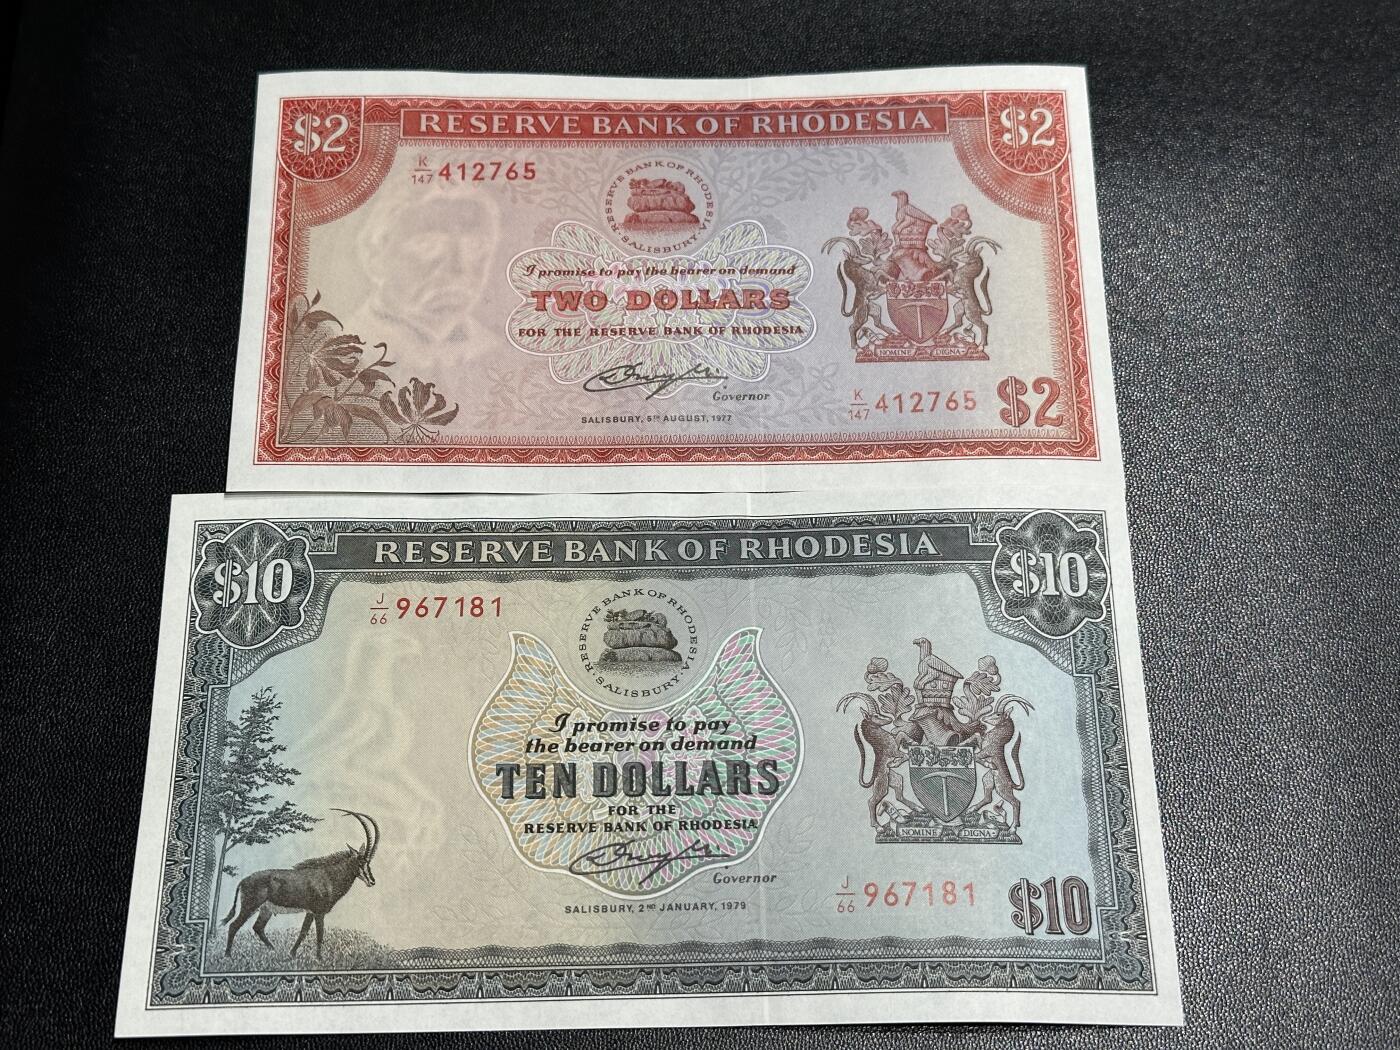 $2 RESERVE BANK OF RHODESIA $2
K/147 412765
RESERVE BANK OF RHODESIA
· SALISBURY ·
I promise to pay the bearer on demand
TWO DOLLARS
FOR THE RESERVE BANK OF RHODESIA
Governor
NOMINE DIGNA
K/147 412765 $2
SALISBURY, 5TH AUGUST, 1977
$10 RESERVE BANK OF RHODESIA $10
J/66 967181
RESERVE BANK OF RHODESIA
· SALISBURY ·
I promise to pay
the bearer on demand
TEN DOLLARS
FOR THE
RESERVE BANK OF RHODESIA
Governor
NOMINE DIGNA
J/66 967181 $10
SALISBURY, 2ND JANUARY, 1979